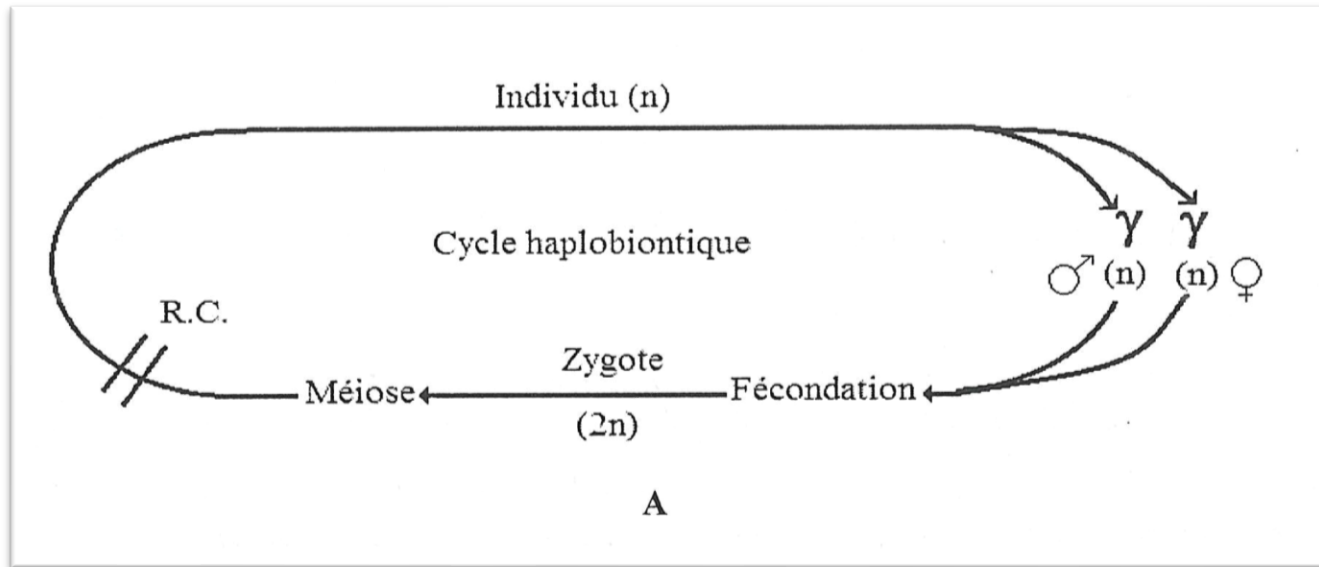 Individu (n)
γ γ
Cycle haplobiontique
♂ (n) (n) ♀
R.C.
Zygote
Méiose Fécondation
(2n)
A